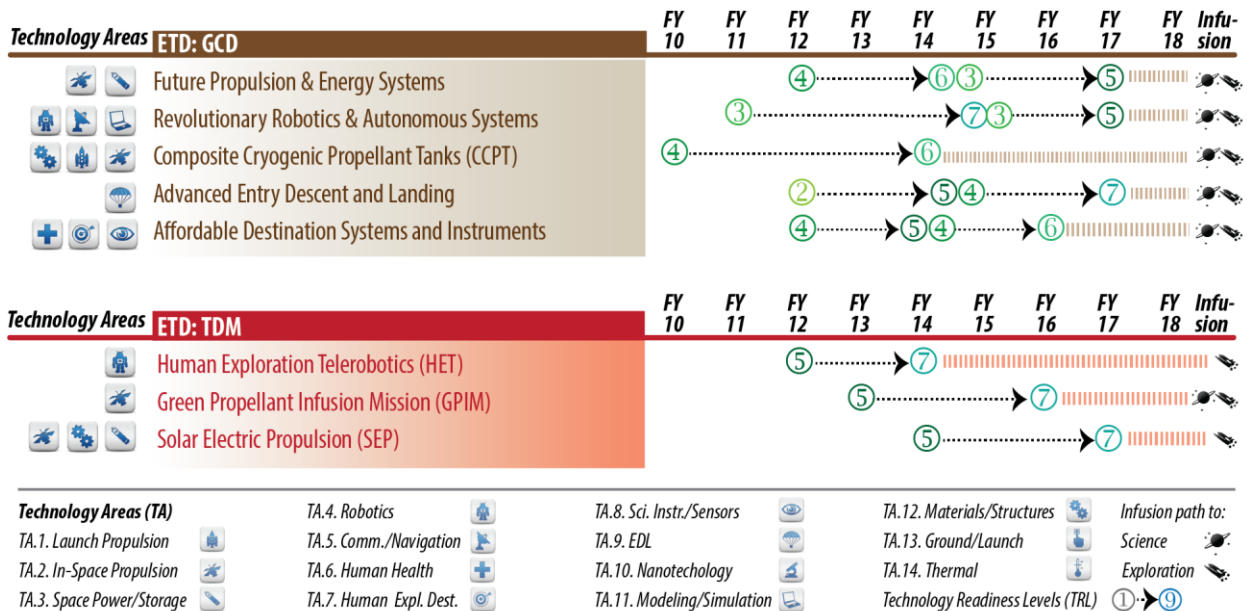 Technology Areas ETD: GCD FY 10 FY 11 FY 12 FY 13 FY 14 FY 15 FY 16 FY 17 FY 18 Infu-sion
Future Propulsion & Energy Systems 4 6 3 5
Revolutionary Robotics & Autonomous Systems 3 7 3 5
Composite Cryogenic Propellant Tanks (CCPT) 4 6
Advanced Entry Descent and Landing 2 5 4 7
Affordable Destination Systems and Instruments 4 5 4 6
Technology Areas ETD: TDM FY 10 FY 11 FY 12 FY 13 FY 14 FY 15 FY 16 FY 17 FY 18 Infu-sion
Human Exploration Telerobotics (HET) 5 7
Green Propellant Infusion Mission (GPIM) 5 7
Solar Electric Propulsion (SEP) 5 7
Technology Areas (TA)
TA.1. Launch Propulsion
TA.2. In-Space Propulsion
TA.3. Space Power/Storage
TA.4. Robotics
TA.5. Comm./Navigation
TA.6. Human Health
TA.7. Human Expl. Dest.
TA.8. Sci. Instr./Sensors
TA.9. EDL
TA.10. Nanotechology
TA.11. Modeling/Simulation
TA.12. Materials/Structures
TA.13. Ground/Launch
TA.14. Thermal
Technology Readiness Levels (TRL) 1 9
Infusion path to:
Science
Exploration